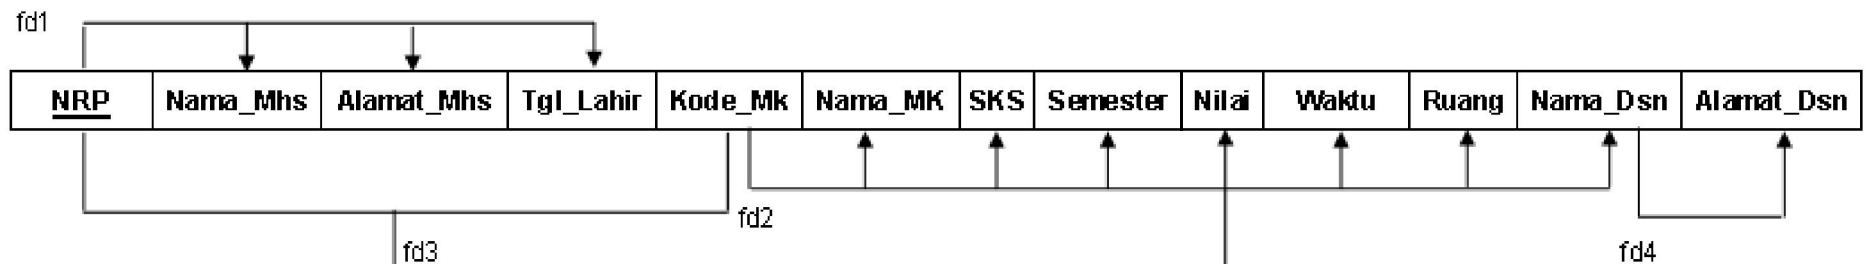 fd1
NRP Nama_Mhs Alamat_Mhs Tgl_Lahir Kode_Mk Nama_MK SKS Semester Nilai Waktu Ruang Nama_Dsn Alamat_Dsn
fd2
fd3 fd4